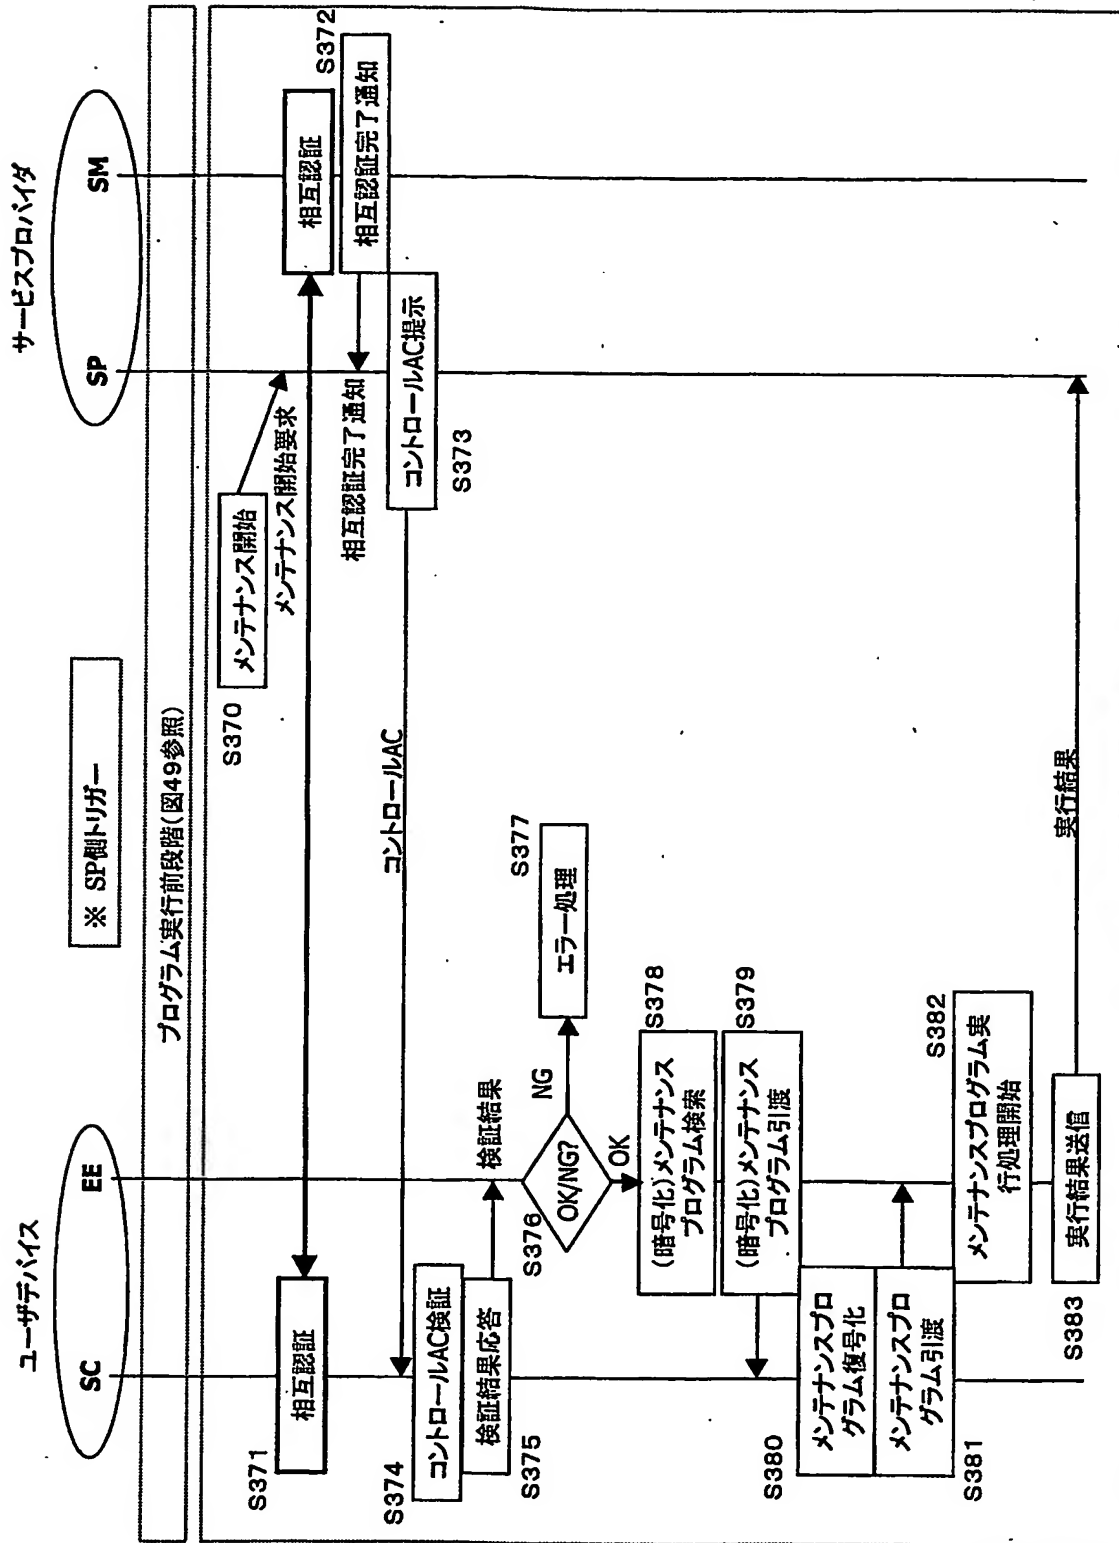 ユーザデバイス
サービスプロバイダ
SC
EE
SP
SM
※ SP側トリガー
プログラム実行前段階(図49参照)
S370
メンテナンス開始
メンテナンス開始要求
S371
相互認証
相互認証
S372
相互認証完了通知
相互認証完了通知
コントロールAC提示
S373
コントロールAC
S374
コントロールAC検証
検証結果応答
S375
検証結果
S376
OK/NG?
NG
エラー処理
S377
OK
(暗号化)メンテナンス
プログラム検索
S378
(暗号化)メンテナンス
プログラム引渡
S379
S380
メンテナンスプロ
グラム復号化
メンテナンスプロ
グラム引渡
S381
メンテナンスプログラム実
行処理開始
S382
実行結果送信
S383
実行結果